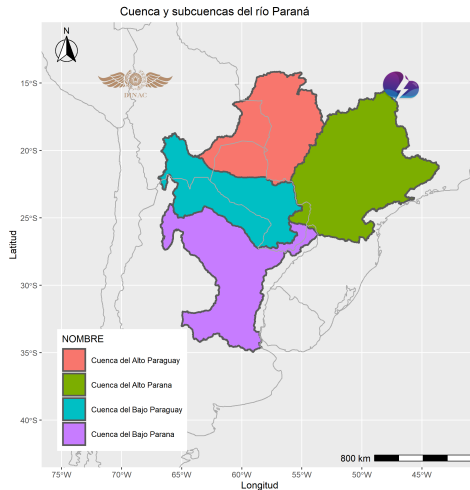 Cuenca y subcuencas del río Paraná
N
DINAC
15°S
20°S
25°S
30°S
35°S
40°S
Latitud
NOMBRE
Cuenca del Alto Paraguay
Cuenca del Alto Parana
Cuenca del Bajo Paraguay
Cuenca del Bajo Parana
800 km
75°W
70°W
65°W
60°W
55°W
50°W
45°W
Longitud